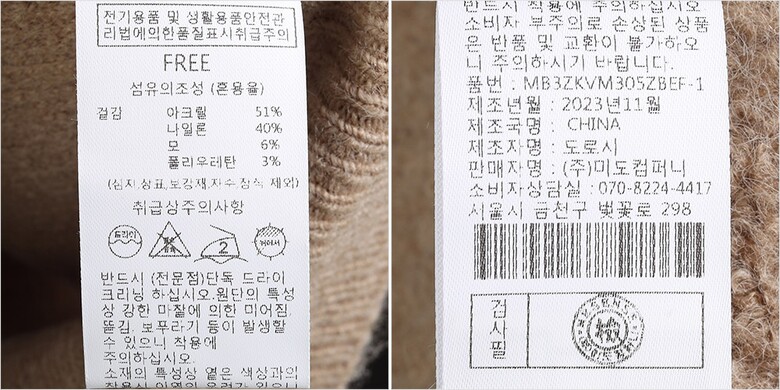 전기용품 및 생활용품안전관
리법에의한품질표시취급주의
FREE
섬유의조성 (혼용율)
겉감 아크릴 51%
나일론 40%
모 6%
폴리우레탄 3%
(심지,상표,보강재,자수장식 제외)
취급상주의사항
드라이
2
반드시 (전문점)단독 드라이
크리닝 하십시오.원단의 특성
상 강한 마찰에 의한 미어짐,
뜯김, 보푸라기 등이 발생할
수 있으니 착용에
주의하십시오.
소재의 특성상 옅은 색상과의
반드시 착용에 주의하십시오
소비자 부주의로 손상된 상품
은 반품 및 교환이 불가하오
니 주의하시기 바랍니다.
품번 : MB3ZKVM305ZBEF-1
제조년월 : 2023년11월
제조국명 : CHINA
제조자명 : 도로시
판매자명 : (주)미도컴퍼니
소비자상담실 : 070-8224-4417
서울시 금천구 벚꽃로 298
검사필